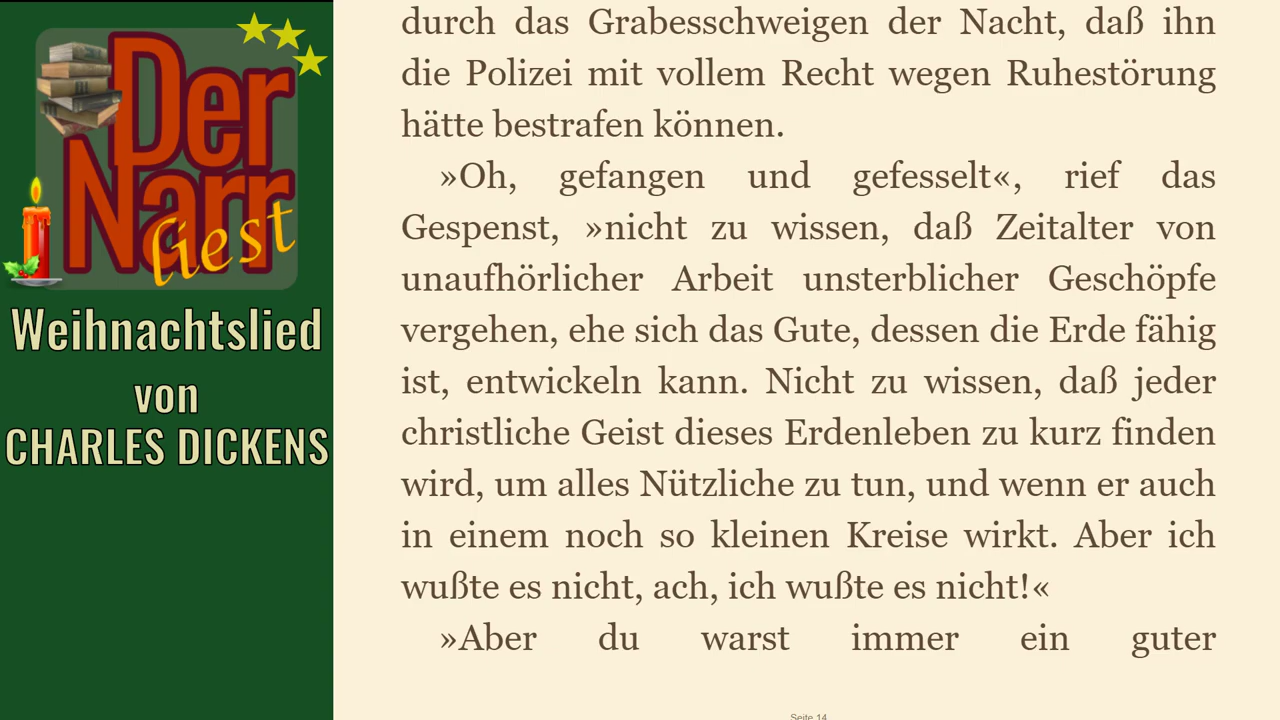 Der
Narr
liest
Weihnachtslied
von
CHARLES DICKENS
durch das Grabesschweigen der Nacht, daß ihn
die Polizei mit vollem Recht wegen Ruhestörung
hätte bestrafen können.
»Oh, gefangen und gefesselt«, rief das
Gespenst, »nicht zu wissen, daß Zeitalter von
unaufhörlicher Arbeit unsterblicher Geschöpfe
vergehen, ehe sich das Gute, dessen die Erde fähig
ist, entwickeln kann. Nicht zu wissen, daß jeder
christliche Geist dieses Erdenleben zu kurz finden
wird, um alles Nützliche zu tun, und wenn er auch
in einem noch so kleinen Kreise wirkt. Aber ich
wußte es nicht, ach, ich wußte es nicht!«
»Aber du warst immer ein guter
Seite 14